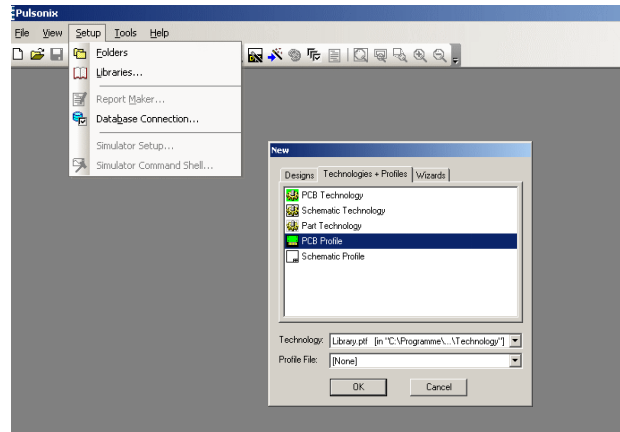 Pulsonix
File View Setup Tools Help
Folders
Libraries...
Report Maker...
Database Connection...
Simulator Setup...
Simulator Command Shell...
New
Designs Technologies + Profiles Wizards
PCB Technology
Schematic Technology
Part Technology
PCB Profile
Schematic Profile
Technology: Library.ptf [in "C:\Programme\...\Technology"]
Profile File: [None]
OK Cancel